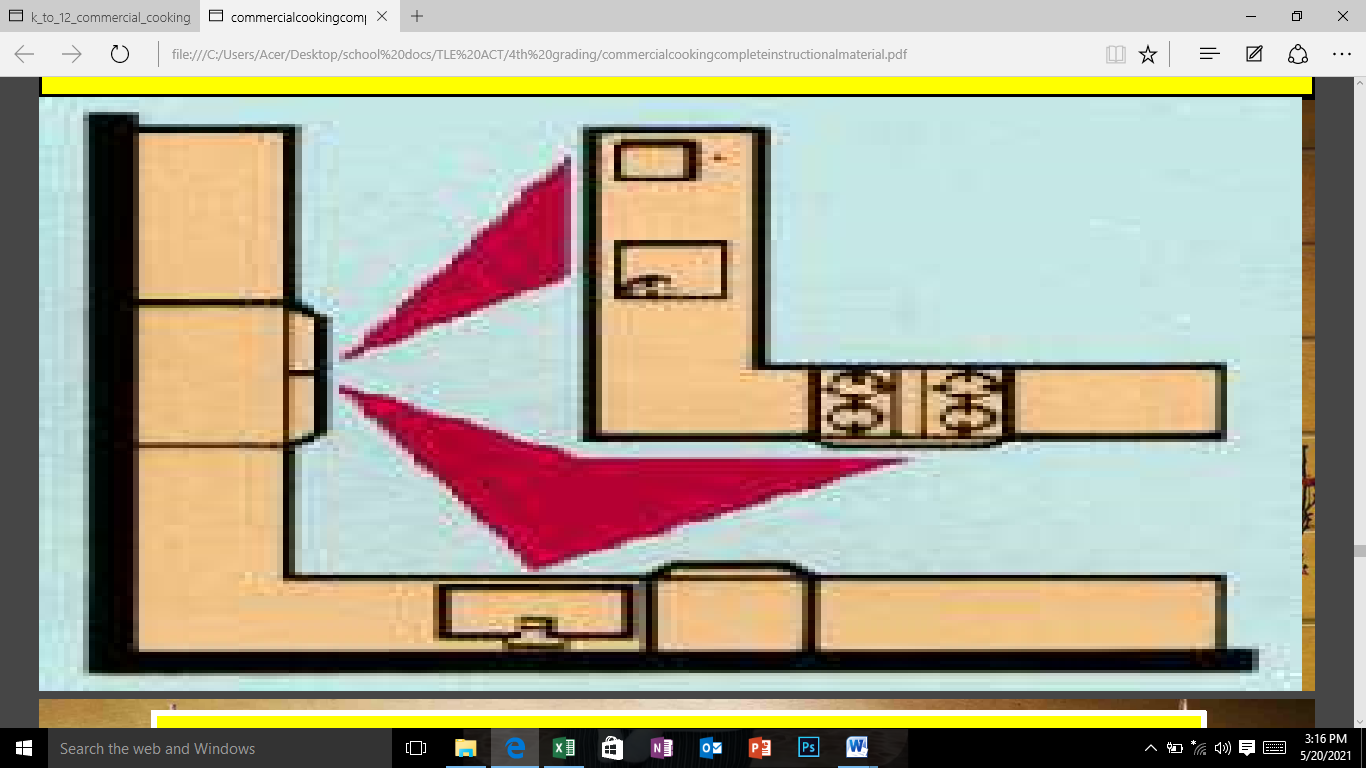 k_to_12_commercial_cooking
commercialcookingcomp
file:///C:/Users/Acer/Desktop/school%20docs/TLE%20ACT/4th%20grading/commercialcookingcompleteinstructionalmaterial.pdf
Search the web and Windows
3:16 PM
5/20/2021